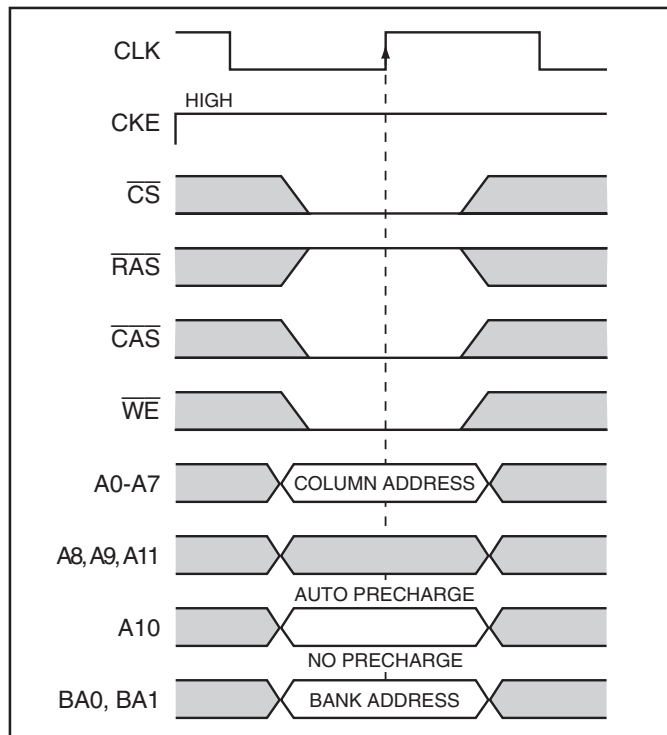 CLK
HIGH
CKE
CS
RAS
CAS
WE
A0-A7 COLUMN ADDRESS
A8, A9, A11
AUTO PRECHARGE
A10
NO PRECHARGE
BA0, BA1 BANK ADDRESS